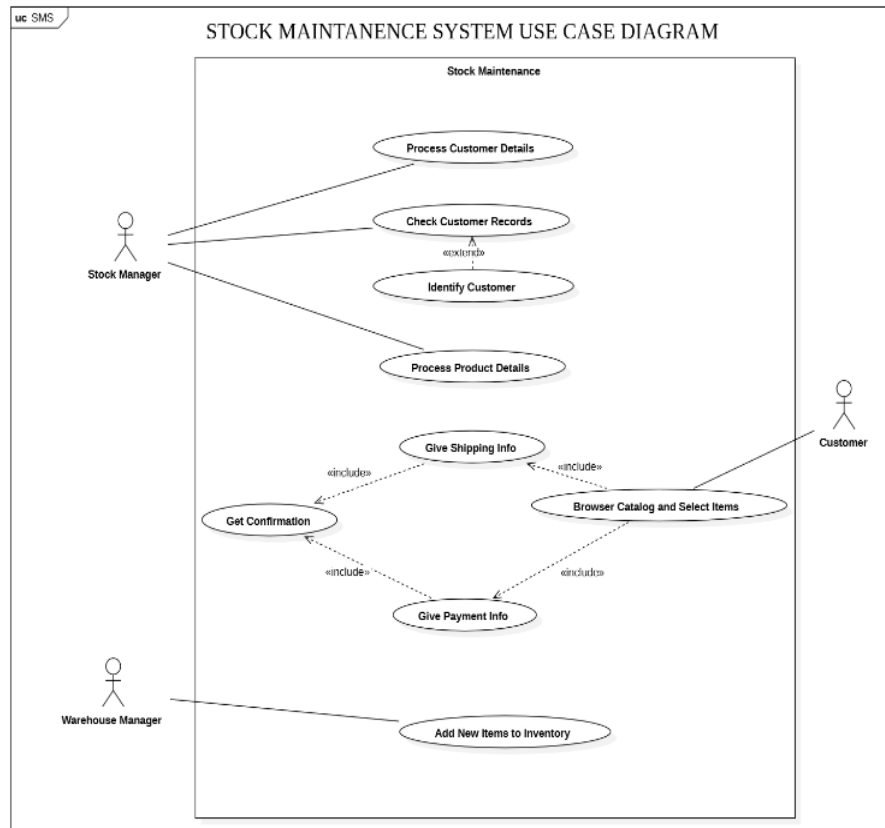 uc SMS
STOCK MAINTANENCE SYSTEM USE CASE DIAGRAM
Stock Maintenance
Process Customer Details
Check Customer Records
«extend»
Stock Manager
Identify Customer
Process Product Details
Give Shipping Info
Customer
«include»
«include»
Browser Catalog and Select Items
Get Confirmation
«include»
«include»
Give Payment Info
Warehouse Manager
Add New Items to Inventory